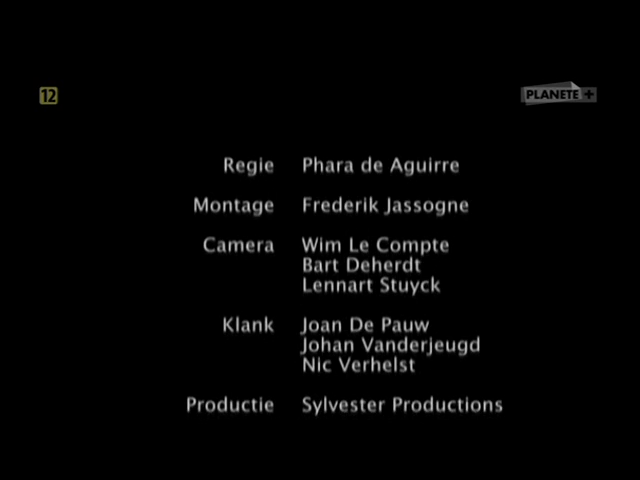 12
PLANETE +
Regie Phara de Aguirre
Montage Frederik Jassogne
Camera Wim Le Compte
Bart Deherdt
Lennart Stuyck
Klank Joan De Pauw
Johan Vanderjeugd
Nic Verhelst
Productie Sylvester Productions